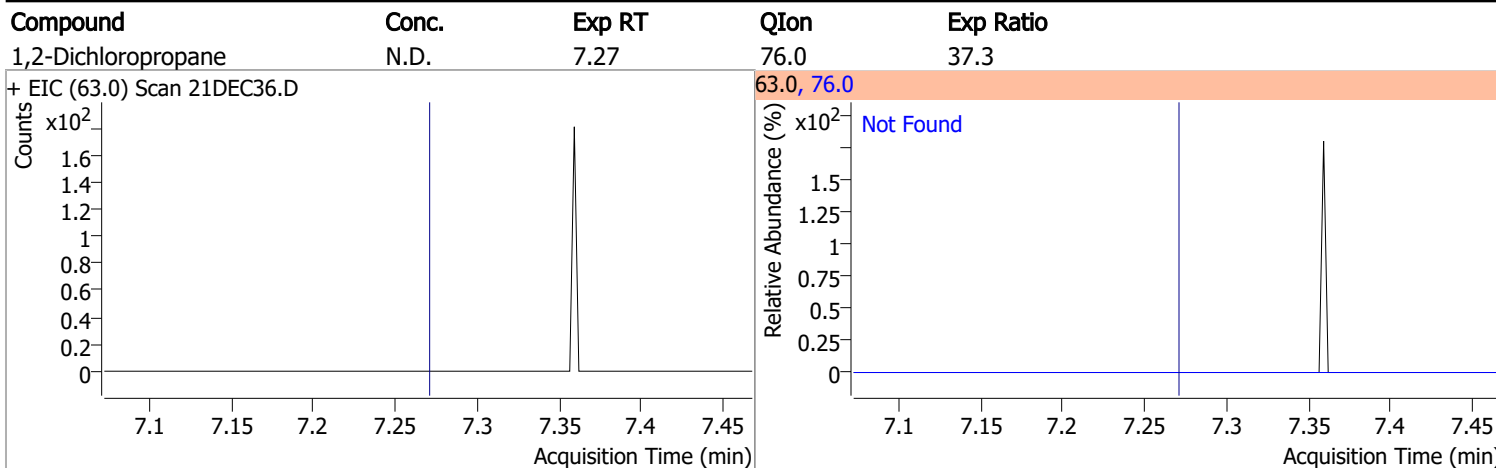 Compound Conc. Exp RT QIon Exp Ratio
1,2-Dichloropropane N.D. 7.27 76.0 37.3
+ EIC (63.0) Scan 21DEC36.D
Counts
x10²
1.6
1.4
1.2
1
0.8
0.6
0.4
0.2
0
7.1 7.15 7.2 7.25 7.3 7.35 7.4 7.45
Acquisition Time (min)
63.0, 76.0
Relative Abundance (%)
x10²
Not Found
1.5
1.25
1
0.75
0.5
0.25
0
7.1 7.15 7.2 7.25 7.3 7.35 7.4 7.45
Acquisition Time (min)